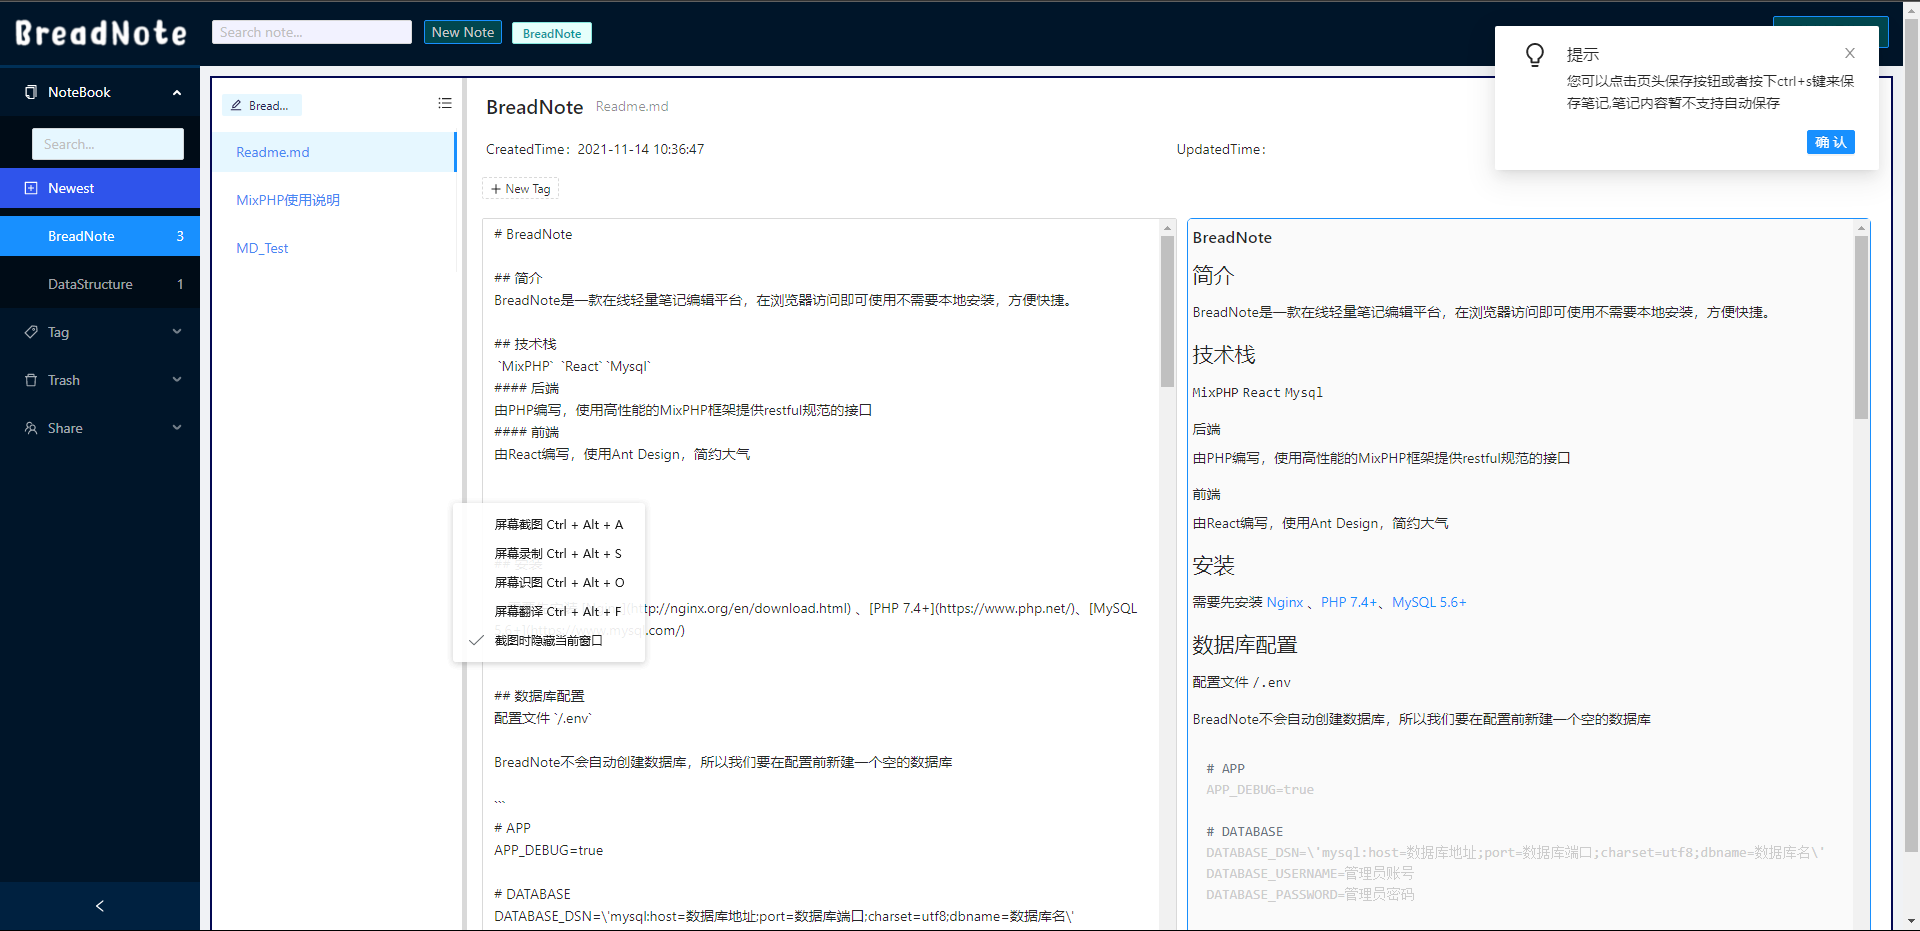 BreadNote
Search note...
New Note
BreadNote
提示
您可以点击页头保存按钮或者按下ctrl+s键来保
存笔记,笔记内容暂不支持自动保存
确 认
NoteBook
Search...
Newest
BreadNote 3
DataStructure 1
Tag
Trash
Share
Bread...
Readme.md
MixPHP使用说明
MD_Test
BreadNote Readme.md
CreatedTime：2021-11-14 10:36:47
UpdatedTime：
+ New Tag
# BreadNote
## 简介
BreadNote是一款在线轻量笔记编辑平台，在浏览器访问即可使用不需要本地安装，方便快捷。
## 技术栈
`MixPHP` `React` `Mysql`
#### 后端
由PHP编写，使用高性能的MixPHP框架提供restful规范的接口
#### 前端
由React编写，使用Ant Design，简约大气
## 安装
(http://nginx.org/en/download.html) 、[PHP 7.4+](https://www.php.net/)、[MySQL
5.6+](https://www.mysql.com/)
## 数据库配置
配置文件 `/.env`
BreadNote不会自动创建数据库，所以我们要在配置前新建一个空的数据库
```
# APP
APP_DEBUG=true
# DATABASE
DATABASE_DSN=\'mysql:host=数据库地址;port=数据库端口;charset=utf8;dbname=数据库名\'
屏幕截图 Ctrl + Alt + A
屏幕录制 Ctrl + Alt + S
屏幕识图 Ctrl + Alt + O
屏幕翻译 Ctrl + Alt + F
截图时隐藏当前窗口
BreadNote
简介
BreadNote是一款在线轻量笔记编辑平台，在浏览器访问即可使用不需要本地安装，方便快捷。
技术栈
MixPHP React Mysql
后端
由PHP编写，使用高性能的MixPHP框架提供restful规范的接口
前端
由React编写，使用Ant Design，简约大气
安装
需要先安装 Nginx 、PHP 7.4+、MySQL 5.6+
数据库配置
配置文件 /.env
BreadNote不会自动创建数据库，所以我们要在配置前新建一个空的数据库
# APP
APP_DEBUG=true
# DATABASE
DATABASE_DSN=\'mysql:host=数据库地址;port=数据库端口;charset=utf8;dbname=数据库名\'
DATABASE_USERNAME=管理员账号
DATABASE_PASSWORD=管理员密码